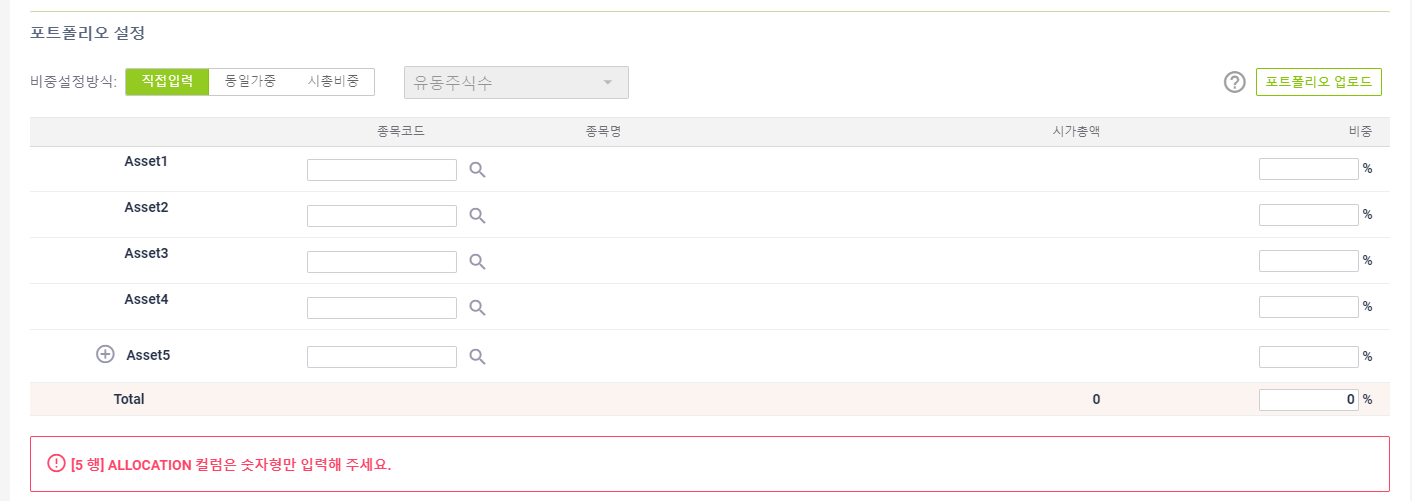 포트폴리오 설정
비중설정방식: 직접입력 동일가중 시총비중 유동주식수 포트폴리오 업로드
종목코드 종목명 시가총액 비중
Asset1 %
Asset2 %
Asset3 %
Asset4 %
Asset5 %
Total 0 0 %
[5 행] ALLOCATION 컬럼은 숫자형만 입력해 주세요.